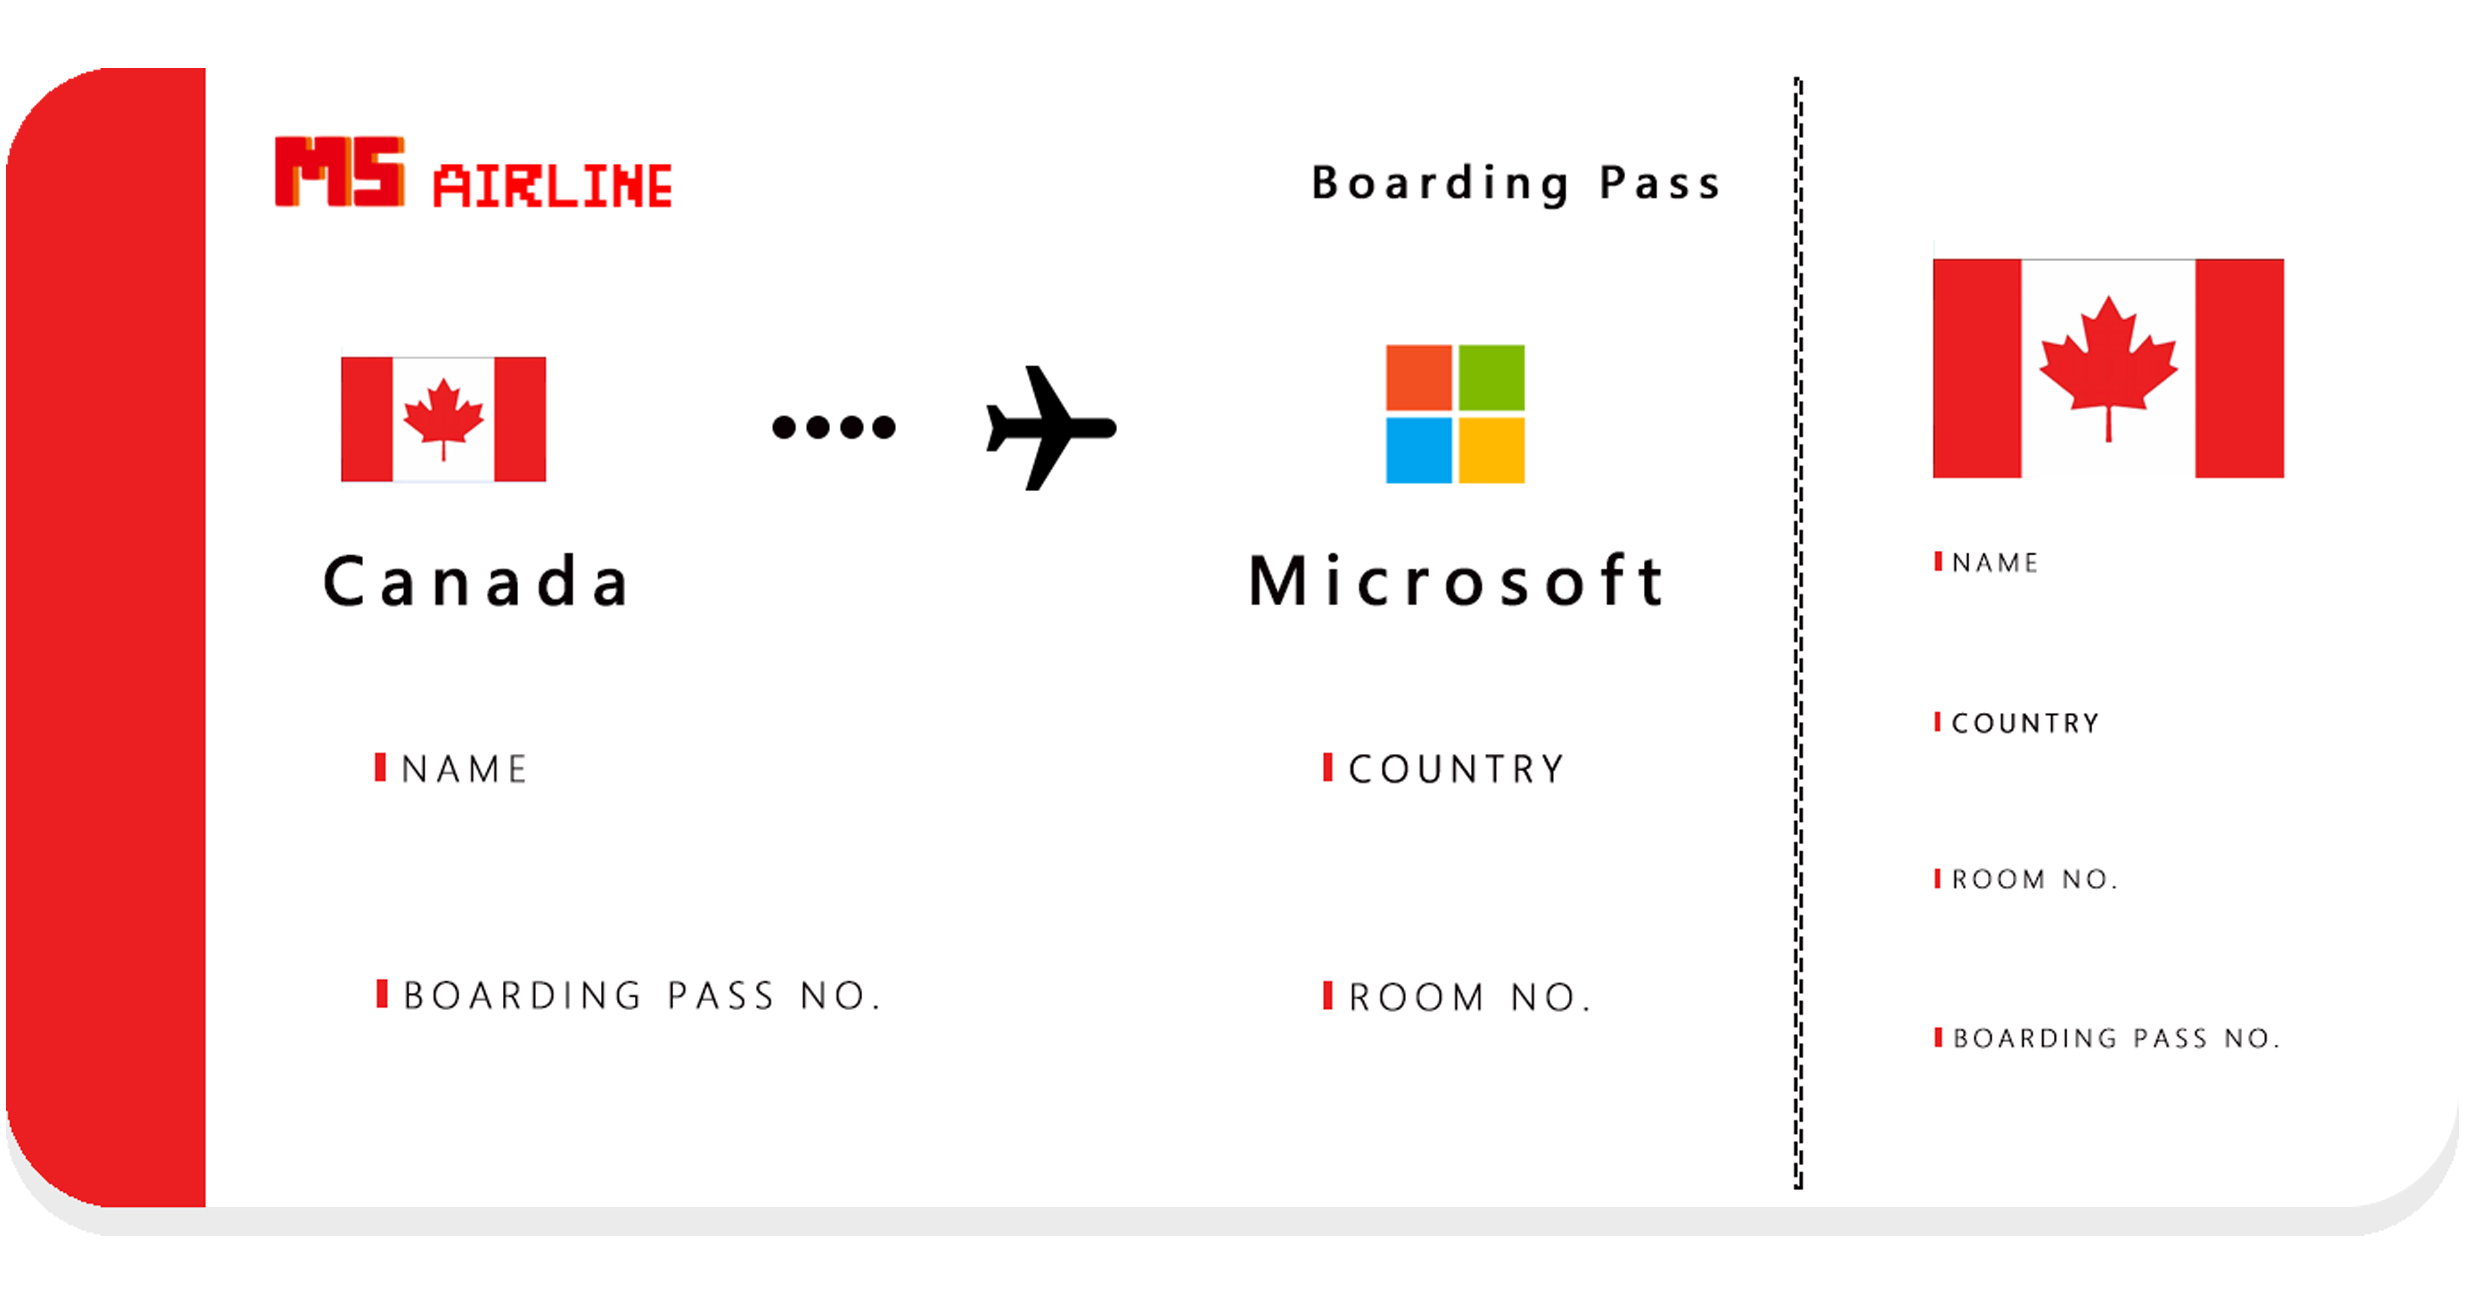 MS AIRLINE
Boarding Pass
Canada
Microsoft
NAME
COUNTRY
BOARDING PASS NO.
ROOM NO.
NAME
COUNTRY
ROOM NO.
BOARDING PASS NO.